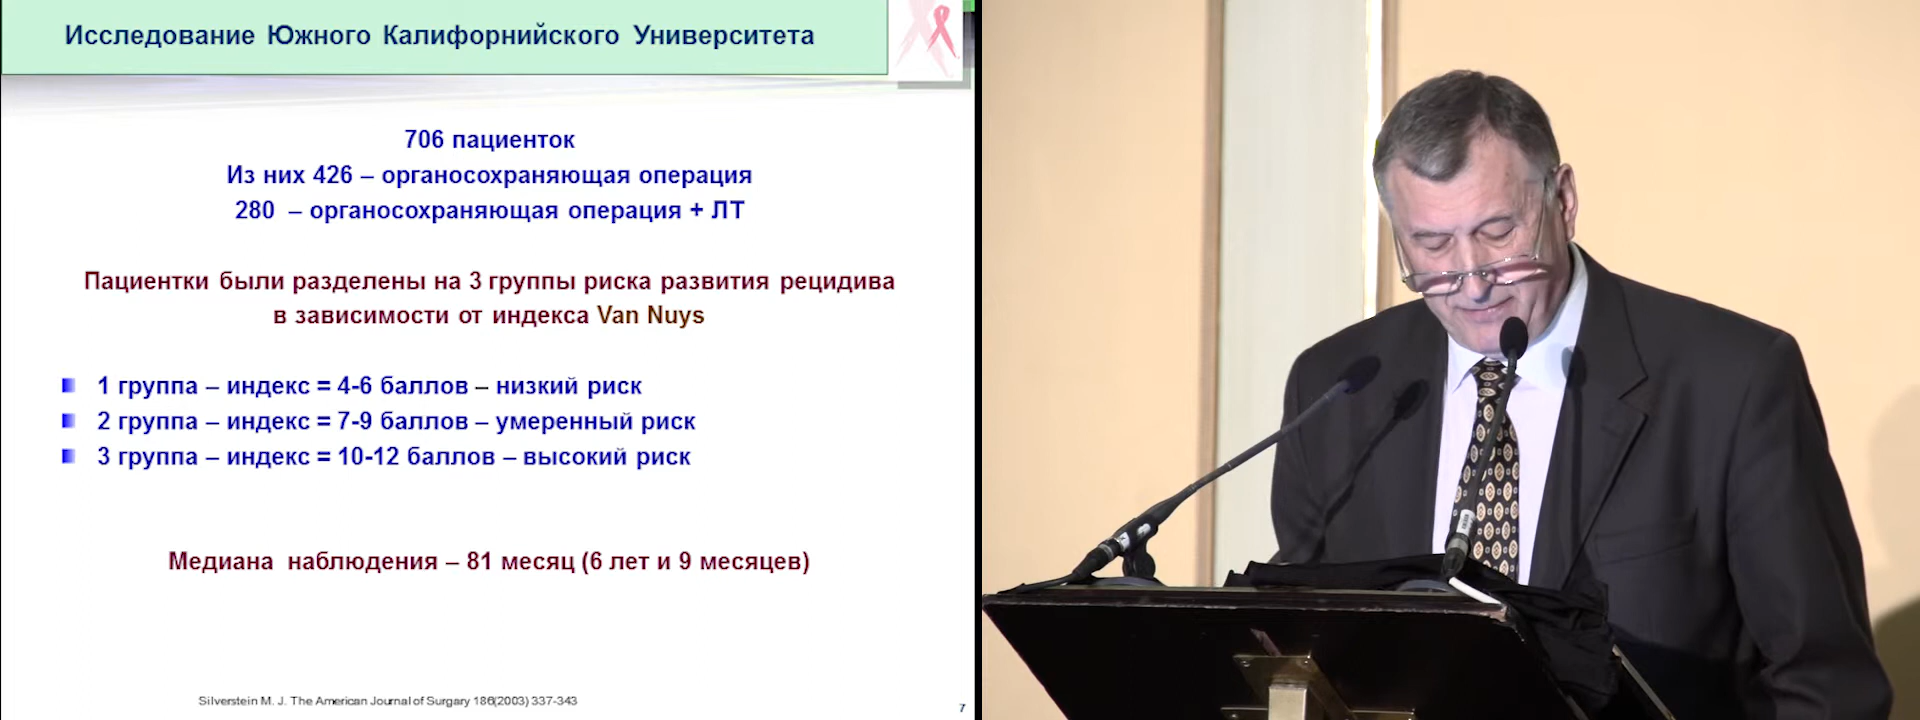 Исследование Южного Калифорнийского Университета
706 пациенток
Из них 426 – органосохраняющая операция
280 – органосохраняющая операция + ЛТ
Пациентки были разделены на 3 группы риска развития рецидива
в зависимости от индекса Van Nuys
1 группа – индекс = 4-6 баллов – низкий риск
2 группа – индекс = 7-9 баллов – умеренный риск
3 группа – индекс = 10-12 баллов – высокий риск
Медиана наблюдения – 81 месяц (6 лет и 9 месяцев)
Silverstein M. J. The American Journal of Surgary 186(2003) 337-343
7